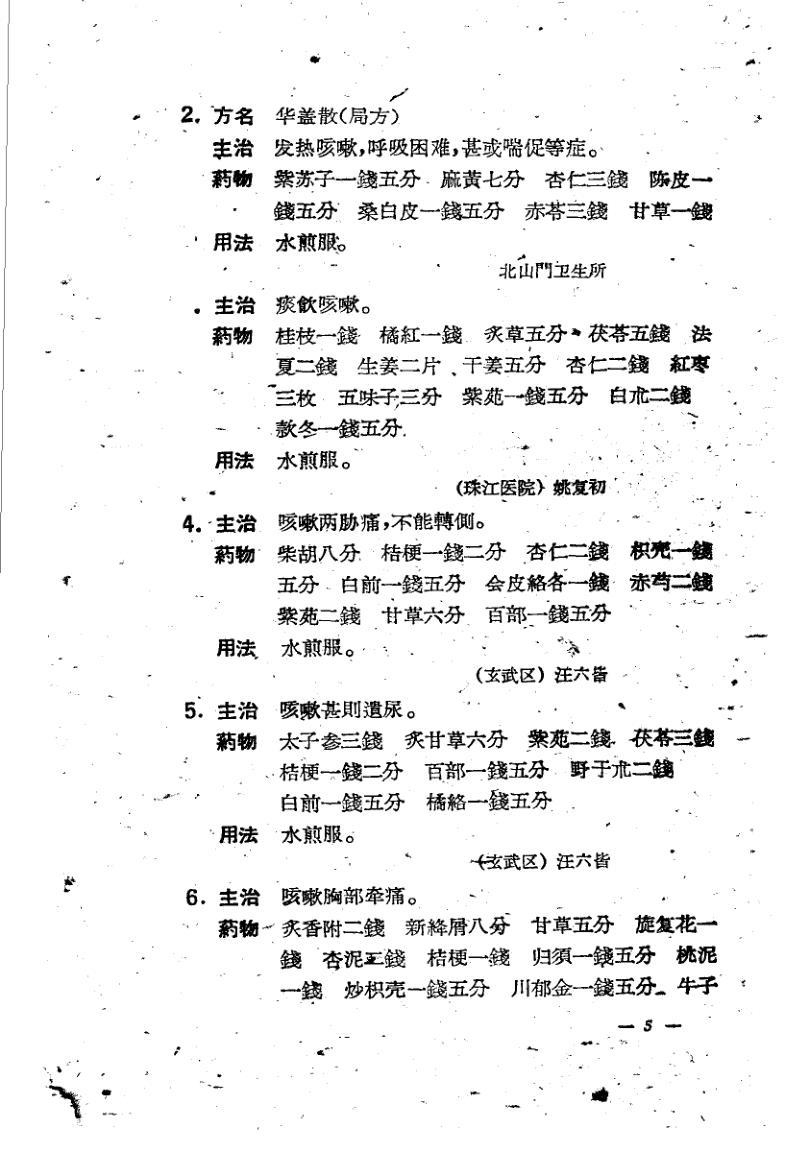 2. 方名 华盖散(局方)
主治 发热咳嗽,呼吸困难,甚或喘促等症。
葯物 紫苏子一錢五分 麻黄七分 杏仁三錢 陈皮一
錢五分 桑白皮一錢五分 赤苓三錢 甘草一錢
用法 水煎服。
北山門卫生所
主治 痰飲咳嗽。
葯物 桂枝一錢 橘紅一錢 炙草五分 茯苓五錢 法
夏二錢 生姜二片 干姜五分 杏仁二錢 紅枣
三枚 五味子三分 紫苑一錢五分 白朮二錢
款冬一錢五分
用法 水煎服。
(珠江医院) 姚复初
4. 主治 咳嗽两胁痛,不能轉側。
葯物 柴胡八分 桔梗一錢二分 杏仁二錢 枳壳一錢
五分 白前一錢五分 会皮絡各一錢 赤芍二錢
紫苑二錢 甘草六分 百部一錢五分
用法 水煎服。
(玄武区) 汪六皆
5. 主治 咳嗽甚則遺尿。
葯物 太子参三錢 炙甘草六分 紫苑二錢 茯苓三錢
桔梗一錢二分 百部一錢五分 野于朮二錢
白前一錢五分 橘絡一錢五分
用法 水煎服。
(玄武区) 汪六皆
6. 主治 咳嗽胸部牵痛。
葯物 炙香附二錢 新絳屑八分 甘草五分 旋复花一
錢 杏泥三錢 桔梗一錢 归須一錢五分 桃泥
一錢 炒枳壳一錢五分 川郁金一錢五分 牛子
— 5 —